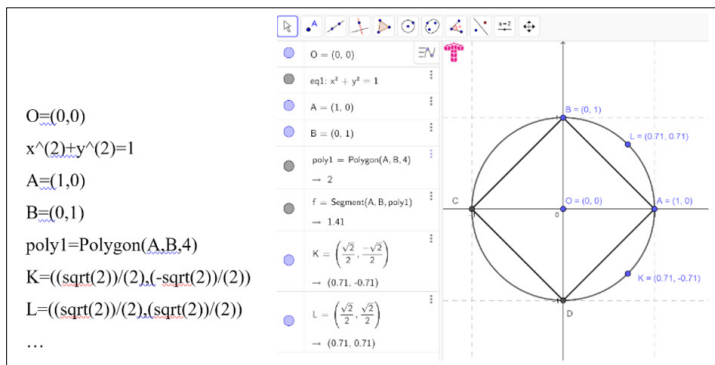 O=(0,0)
x^(2)+y^(2)=1
A=(1,0)
B=(0,1)
poly1=Polygon(A,B,4)
K=((sqrt(2))/(2),(-sqrt(2))/(2))
L=((sqrt(2))/(2),(sqrt(2))/(2))
…
A
a=2
O = (0, 0)
eq1: x² + y² = 1
A = (1, 0)
B = (0, 1)
poly1 = Polygon(A, B, 4)
→ 2
f = Segment(A, B, poly1)
→ 1.41
K = (√2/2, -√2/2)
→ (0.71, -0.71)
L = (√2/2, √2/2)
→ (0.71, 0.71)
B = (0, 1)
L = (0.71, 0.71)
C
O = (0, 0)
A = (1, 0)
0
K = (0.71, -0.71)
D